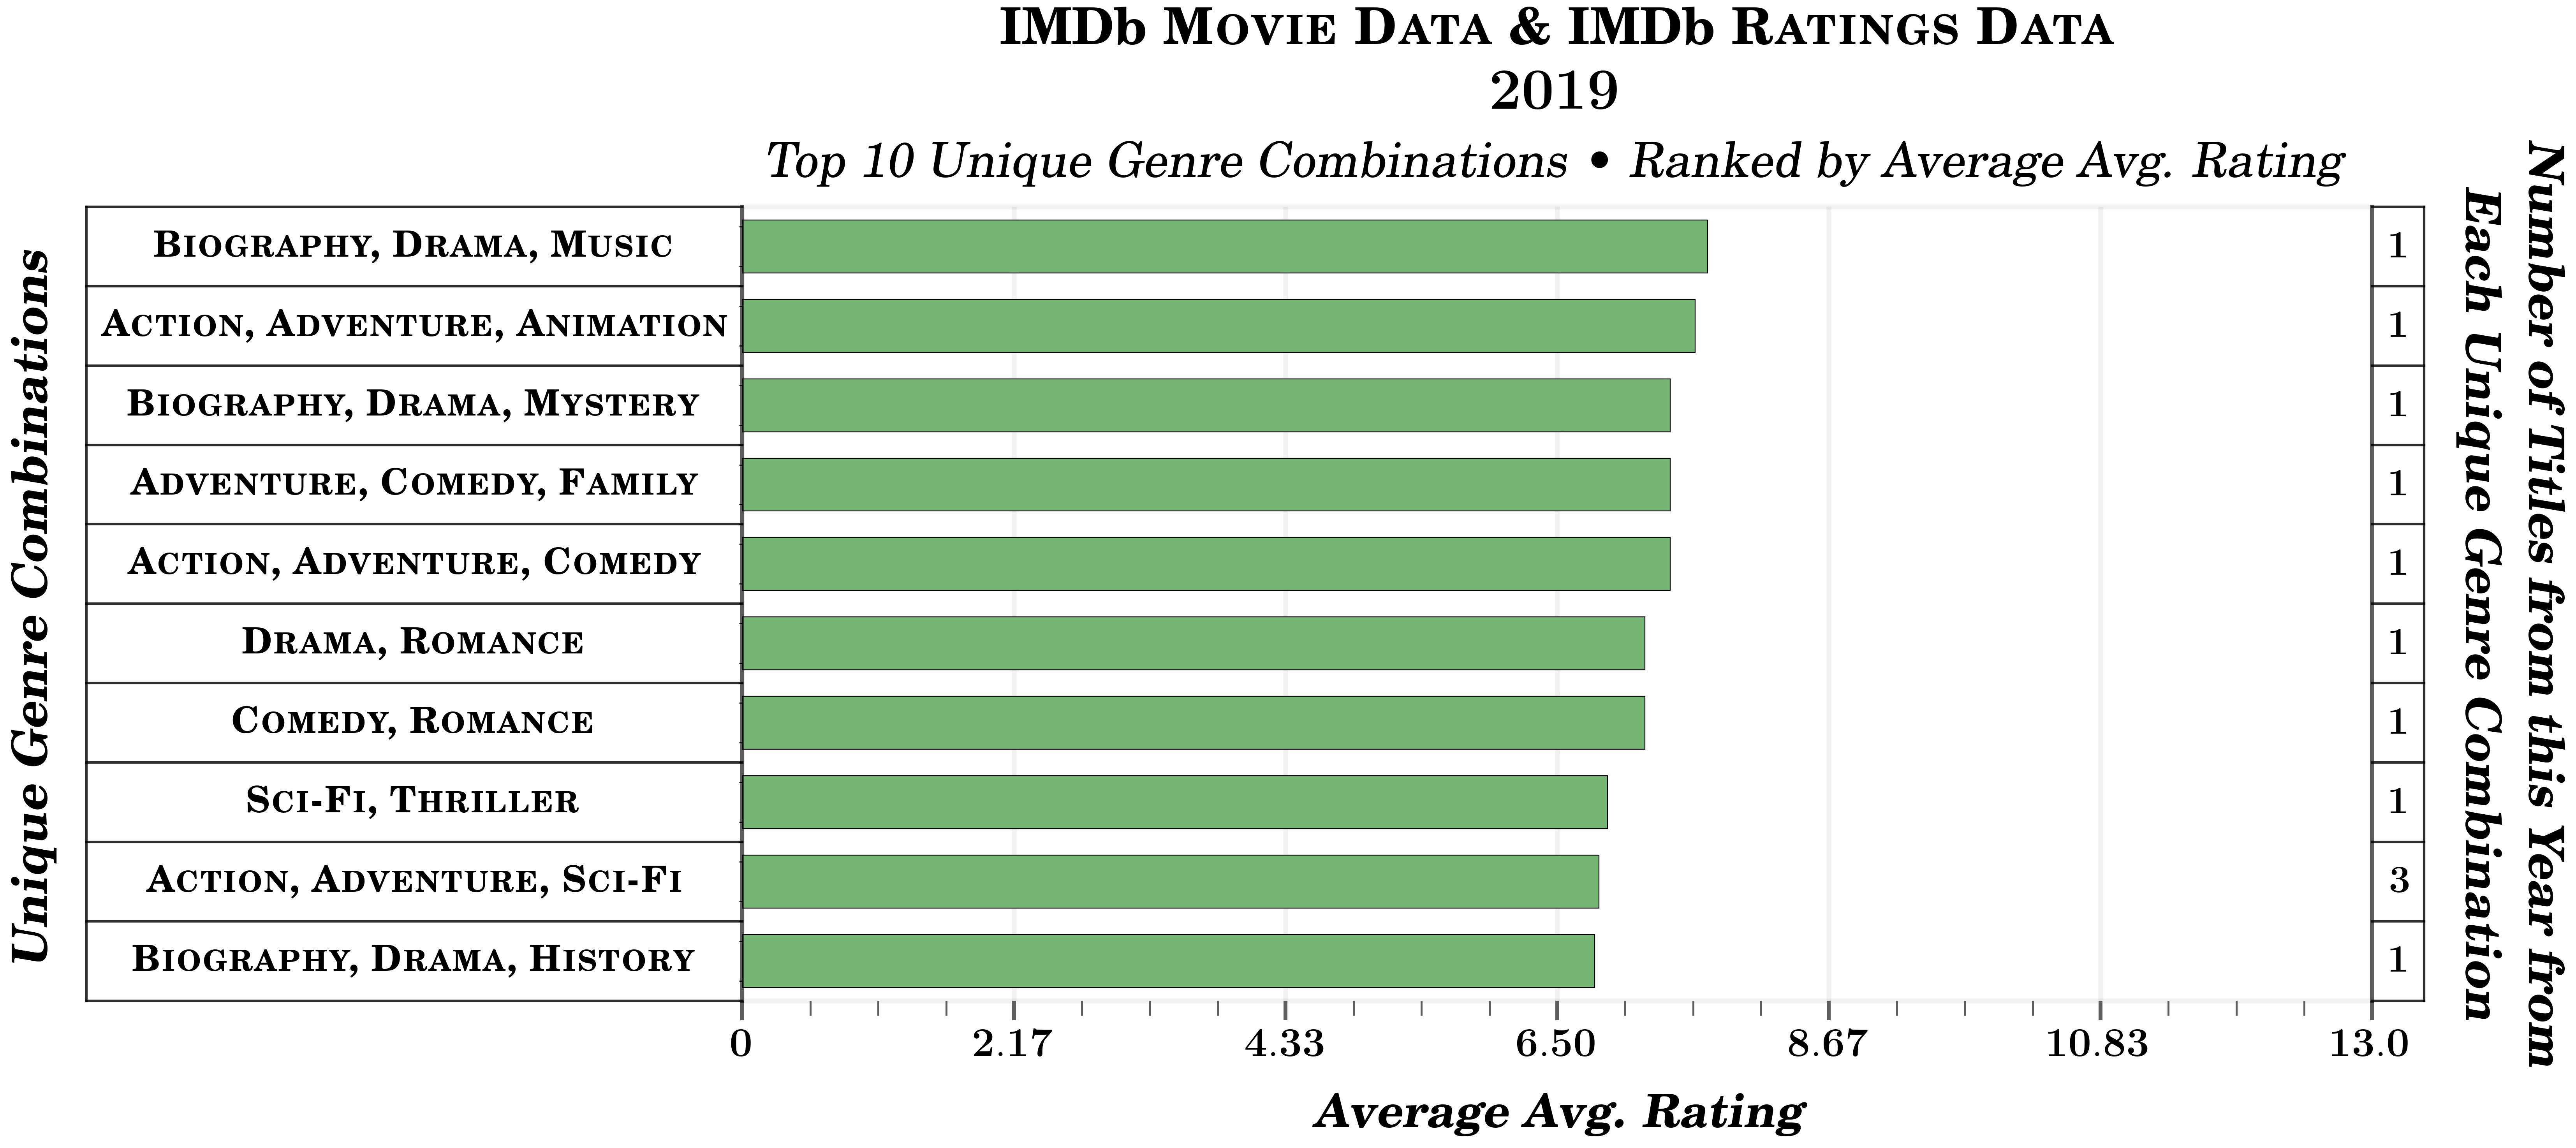 IMDb Movie Data & IMDb Ratings Data
2019
Top 10 Unique Genre Combinations • Ranked by Average Avg. Rating
Unique Genre Combinations
Biography, Drama, Music
1
Action, Adventure, Animation
1
Biography, Drama, Mystery
1
Adventure, Comedy, Family
1
Action, Adventure, Comedy
1
Drama, Romance
1
Comedy, Romance
1
Sci-Fi, Thriller
1
Action, Adventure, Sci-Fi
3
Biography, Drama, History
1
Number of Titles from this Year from
Each Unique Genre Combination
0 2.17 4.33 6.50 8.67 10.83 13.0
Average Avg. Rating